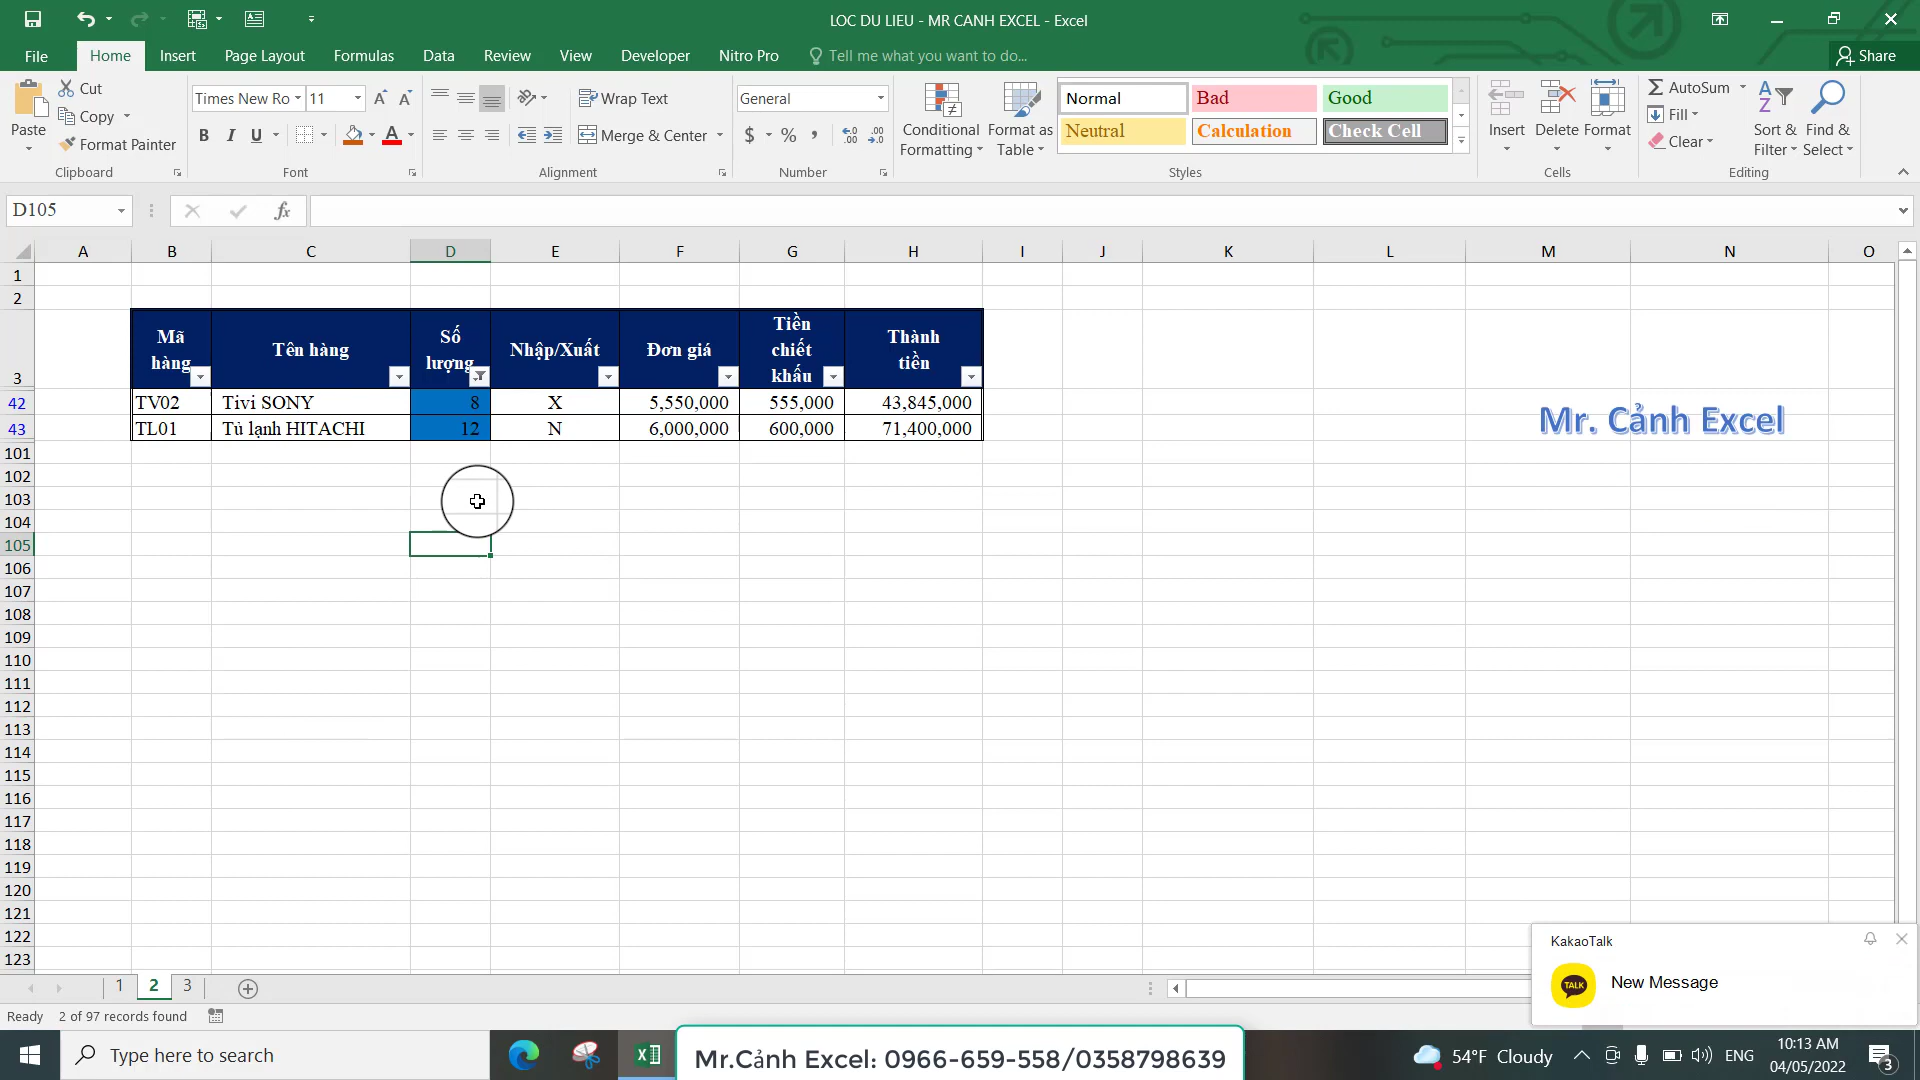 LOC DU LIEU - MR CANH EXCEL - Excel
File Home Insert Page Layout Formulas Data Review View Developer Nitro Pro Tell me what you want to do... Share
Paste
Cut
Copy
Format Painter
Clipboard
Times New Ro 11
B I U
Font
Wrap Text
Merge & Center
Alignment
General
$ % ,
Number
Conditional Formatting
Format as Table
Normal Bad Good
Neutral Calculation Check Cell
Styles
Insert Delete Format
Cells
AutoSum
Fill
Clear
Sort & Filter
Find & Select
Editing
D105
fx
A B C D E F G H I J K L M N O
1
2
3 Mã hàng Tên hàng Số lượng Nhập/Xuất Đơn giá Tiền chiết khấu Thành tiền
42 TV02 Tivi SONY 8 X 5,550,000 555,000 43,845,000
43 TL01 Tủ lạnh HITACHI 12 N 6,000,000 600,000 71,400,000
Mr. Cảnh Excel
101
102
103
104
105
106
107
108
109
110
111
112
113
114
115
116
117
118
119
120
121
122
123
KakaoTalk
TALK
New Message
1 2 3
Ready 2 of 97 records found
Type here to search
Mr.Cảnh Excel: 0966-659-558/0358798639
54°F Cloudy
ENG
10:13 AM
04/05/2022
3